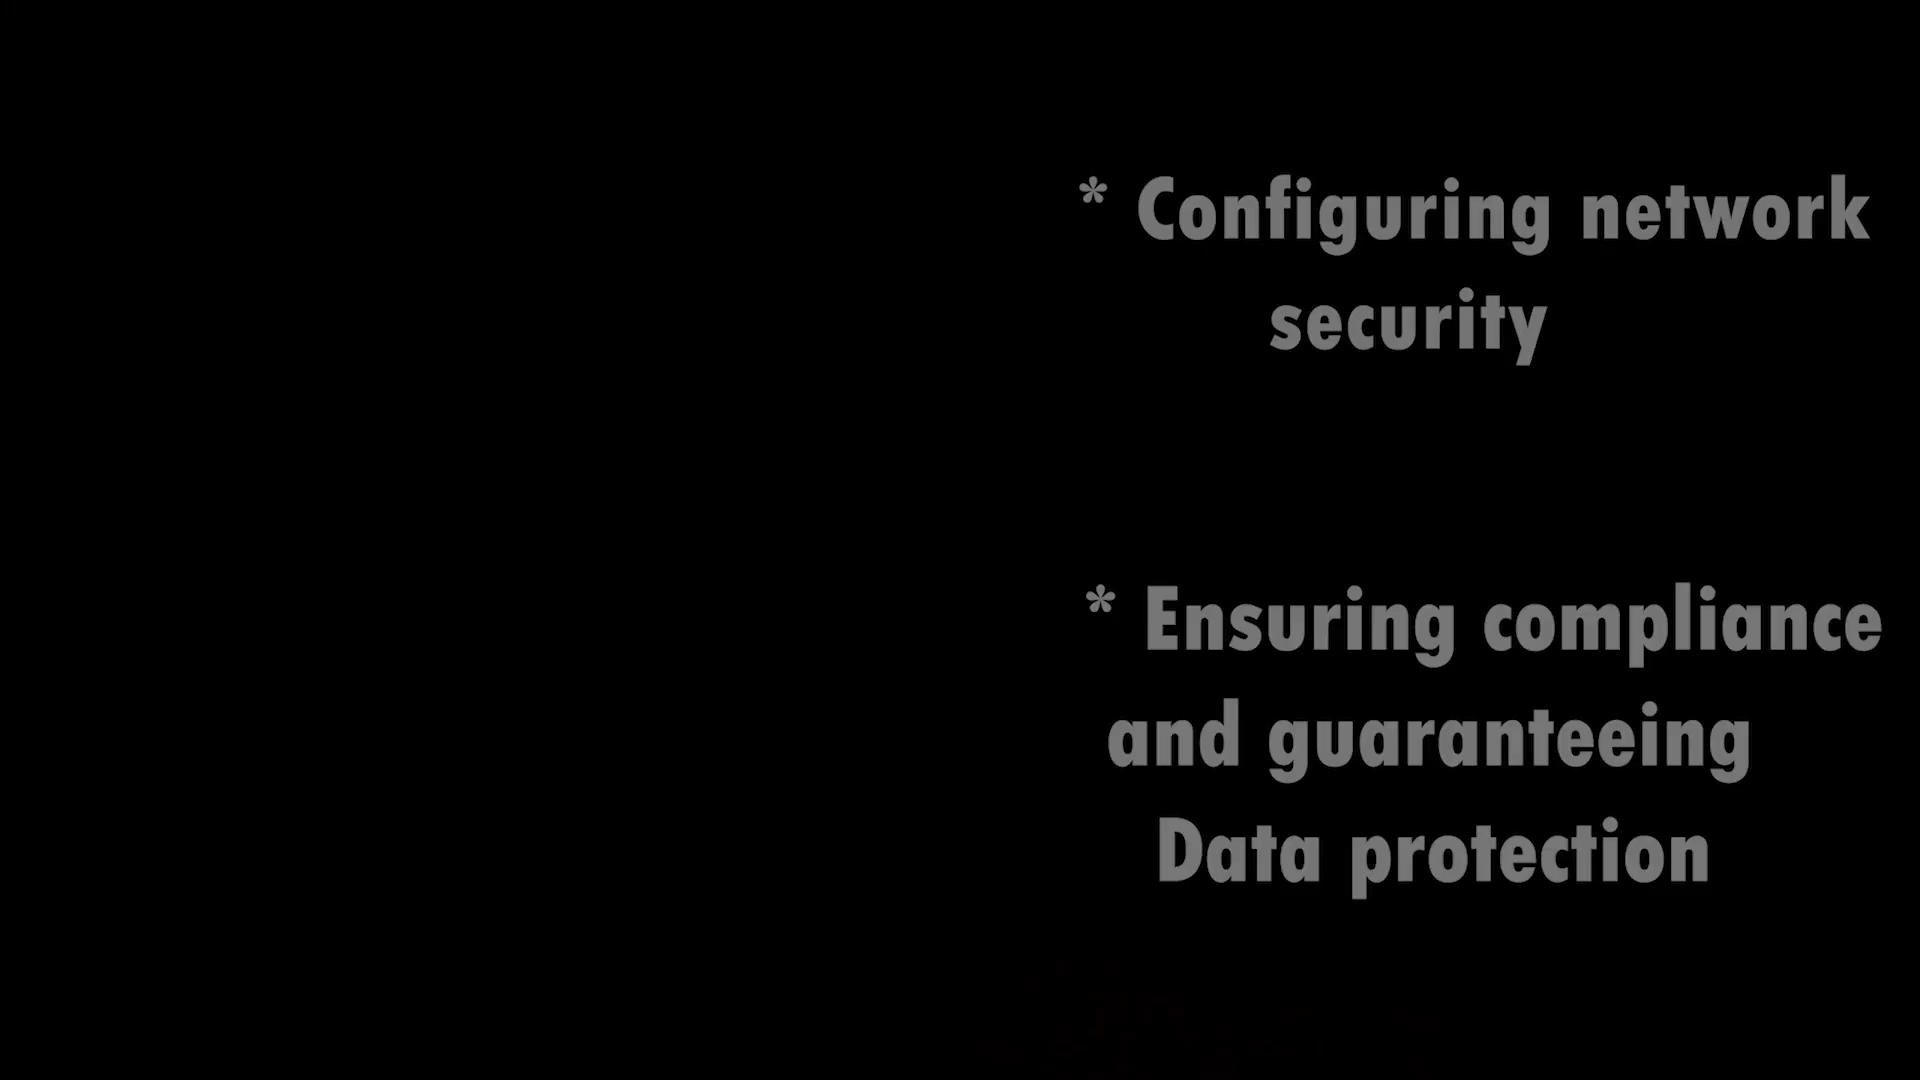 * Configuring network
security
* Ensuring compliance
and guaranteeing
Data protection